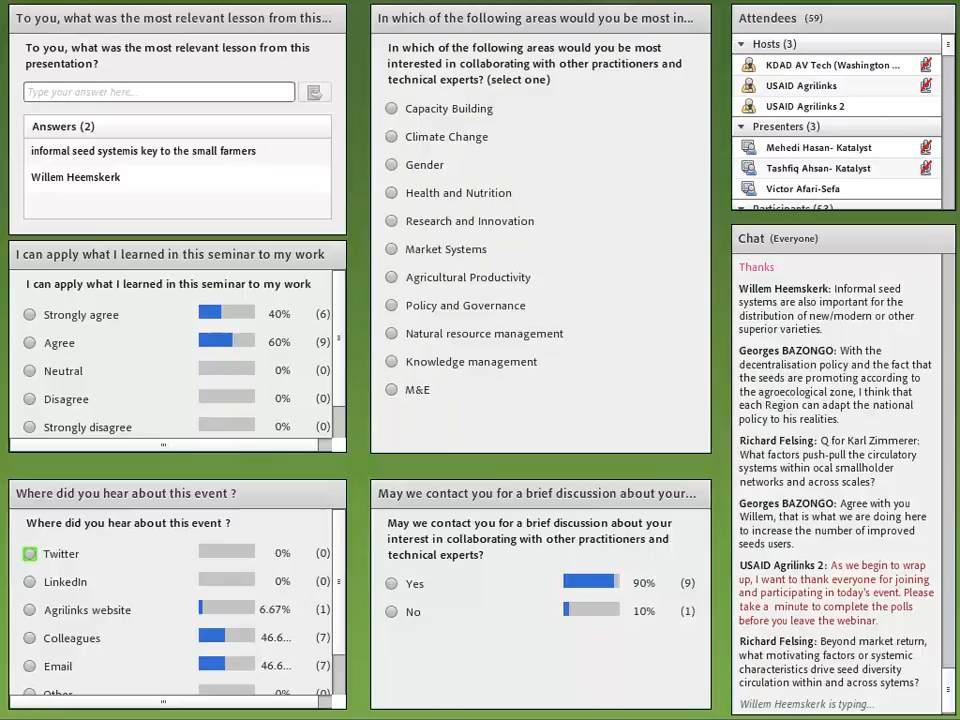 To you, what was the most relevant lesson from this...
To you, what was the most relevant lesson from this
presentation?
Type your answer here...
Answers (2)
informal seed systemis key to the small farmers
Willem Heemskerk
I can apply what I learned in this seminar to my work
I can apply what I learned in this seminar to my work
Strongly agree 40% (6)
Agree 60% (9)
Neutral 0% (0)
Disagree 0% (0)
Strongly disagree 0% (0)
Where did you hear about this event ?
Where did you hear about this event ?
Twitter 0% (0)
LinkedIn 0% (0)
Agrilinks website 6.67% (1)
Colleagues 46.6... (7)
Email 46.6... (7)
Other 0% (0)
In which of the following areas would you be most in...
In which of the following areas would you be most
interested in collaborating with other practitioners and
technical experts? (select one)
Capacity Building
Climate Change
Gender
Health and Nutrition
Research and Innovation
Market Systems
Agricultural Productivity
Policy and Governance
Natural resource management
Knowledge management
M&E
May we contact you for a brief discussion about your...
May we contact you for a brief discussion about your
interest in collaborating with other practitioners and
technical experts?
Yes 90% (9)
No 10% (1)
Attendees (59)
Hosts (3)
KDAD AV Tech (Washington ...
USAID Agrilinks
USAID Agrilinks 2
Presenters (3)
Mehedi Hasan- Katalyst
Tashfiq Ahsan- Katalyst
Victor Afari-Sefa
Participants (53)
Chat (Everyone)
Thanks
Willem Heemskerk: Informal seed
systems are also important for the
distribution of new/modern or other
superior varieties.
Georges BAZONGO: With the
decentralisation policy and the fact that
the seeds are promoting according to
the agroecological zone, I think that
each Region can adapt the national
policy to his realities.
Richard Felsing: Q for Karl Zimmerer:
What factors push-pull the circulatory
systems within ocal smallholder
networks and across scales?
Georges BAZONGO: Agree with you
Willem, that is what we are doing here
to increase the number of improved
seeds users.
USAID Agrilinks 2: As we begin to wrap
up, I want to thank everyone for joining
and participating in today's event. Please
take a minute to complete the polls
before you leave the webinar.
Richard Felsing: Beyond market return,
what motivating factors or systemic
characteristics drive seed diversity
circulation within and across sytems?
Willem Heemskerk is typing...